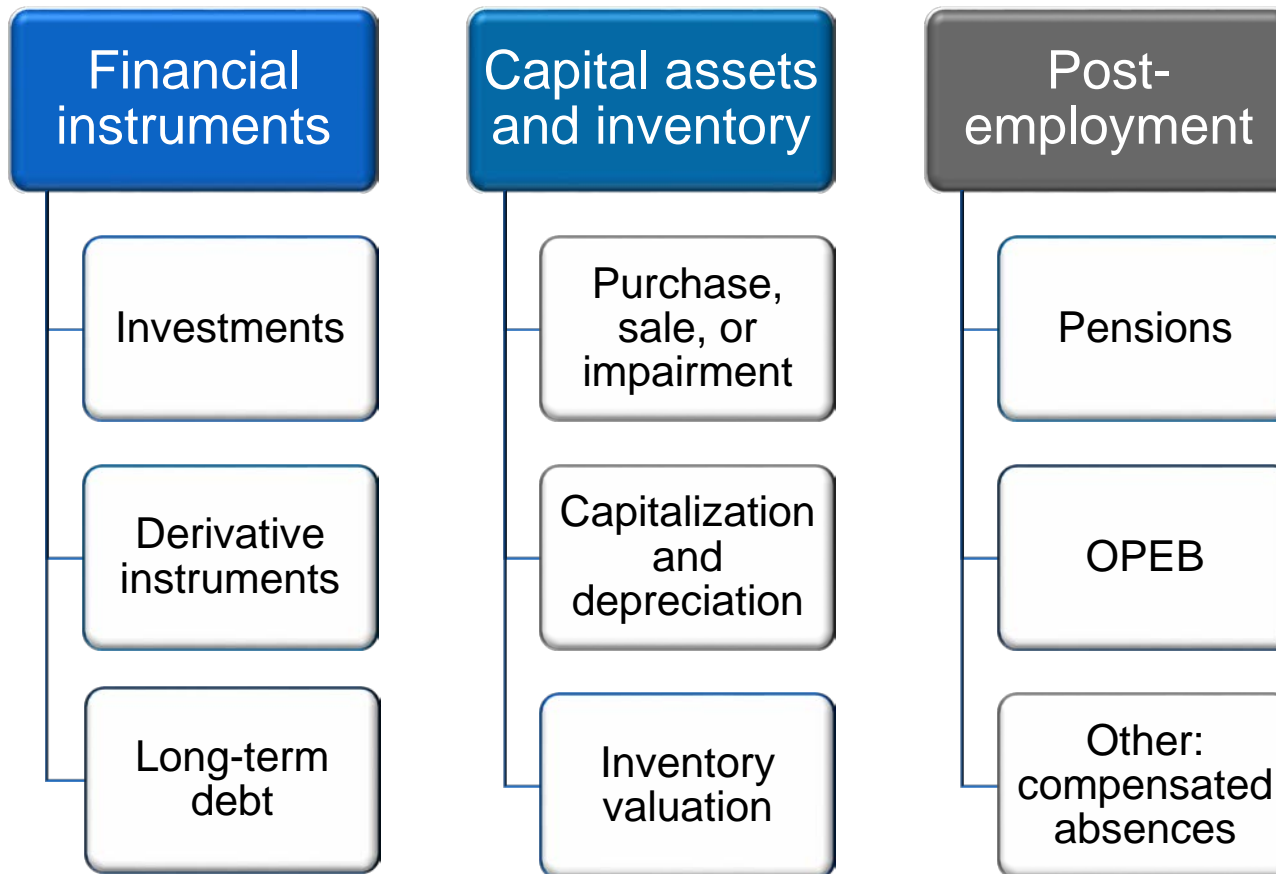 Financial
instruments
Investments
Derivative
instruments
Long-term
debt
Capital assets
and inventory
Purchase,
sale, or
impairment
Capitalization
and
depreciation
Inventory
valuation
Post-
employment
Pensions
OPEB
Other:
compensated
absences